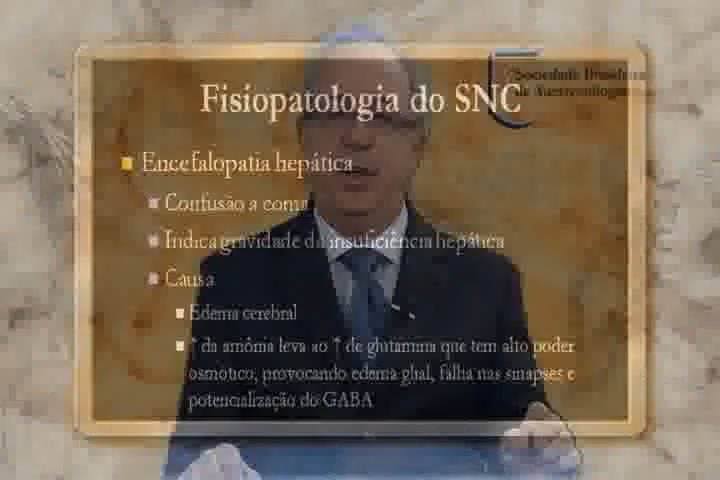 Sociedade Brasileira
de Anestesiologia
Fisiopatologia do SNC
Encefalopatia hepática
Confusão a coma
Indica gravidade da insuficiência hepática
Causa
Edema cerebral
↑ da amônia leva ao ↑ de glutamina que tem alto poder
osmótico, provocando edema glial, falha nas sinapses e
potencialização do GABA